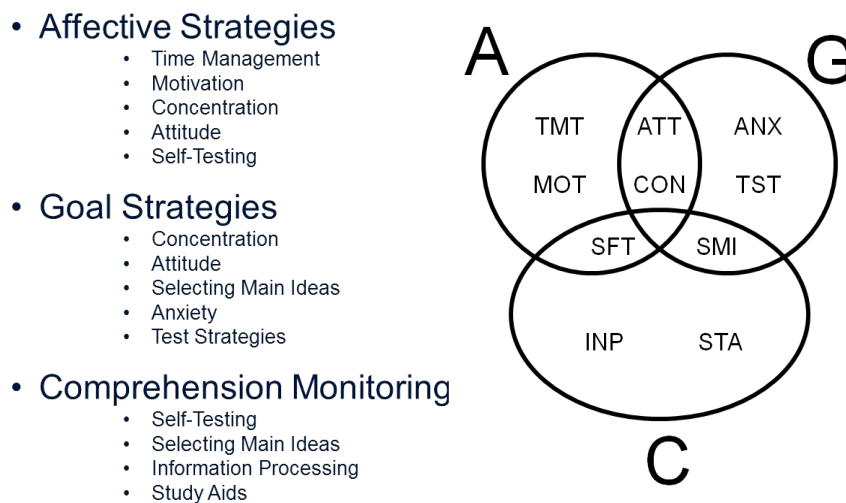 • Affective Strategies
• Time Management
• Motivation
• Concentration
• Attitude
• Self-Testing
• Goal Strategies
• Concentration
• Attitude
• Selecting Main Ideas
• Anxiety
• Test Strategies
• Comprehension Monitoring
• Self-Testing
• Selecting Main Ideas
• Information Processing
• Study Aids
A G
TMT ATT ANX
MOT CON TST
SFT SMI
INP STA
C